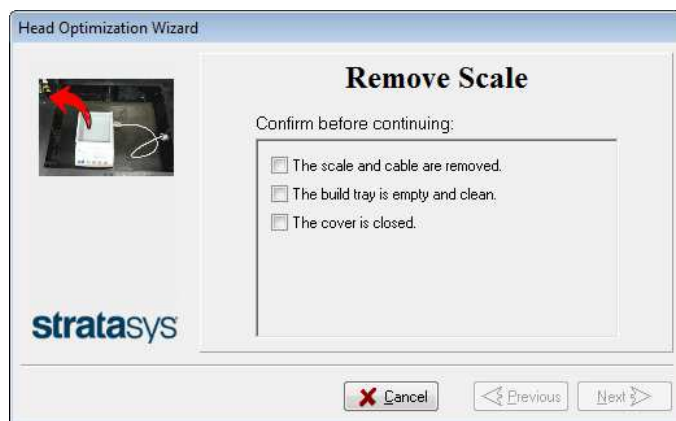 Head Optimization Wizard
Remove Scale
Confirm before continuing:
The scale and cable are removed.
The build tray is empty and clean.
The cover is closed.
stratasys
Cancel
Previous
Next